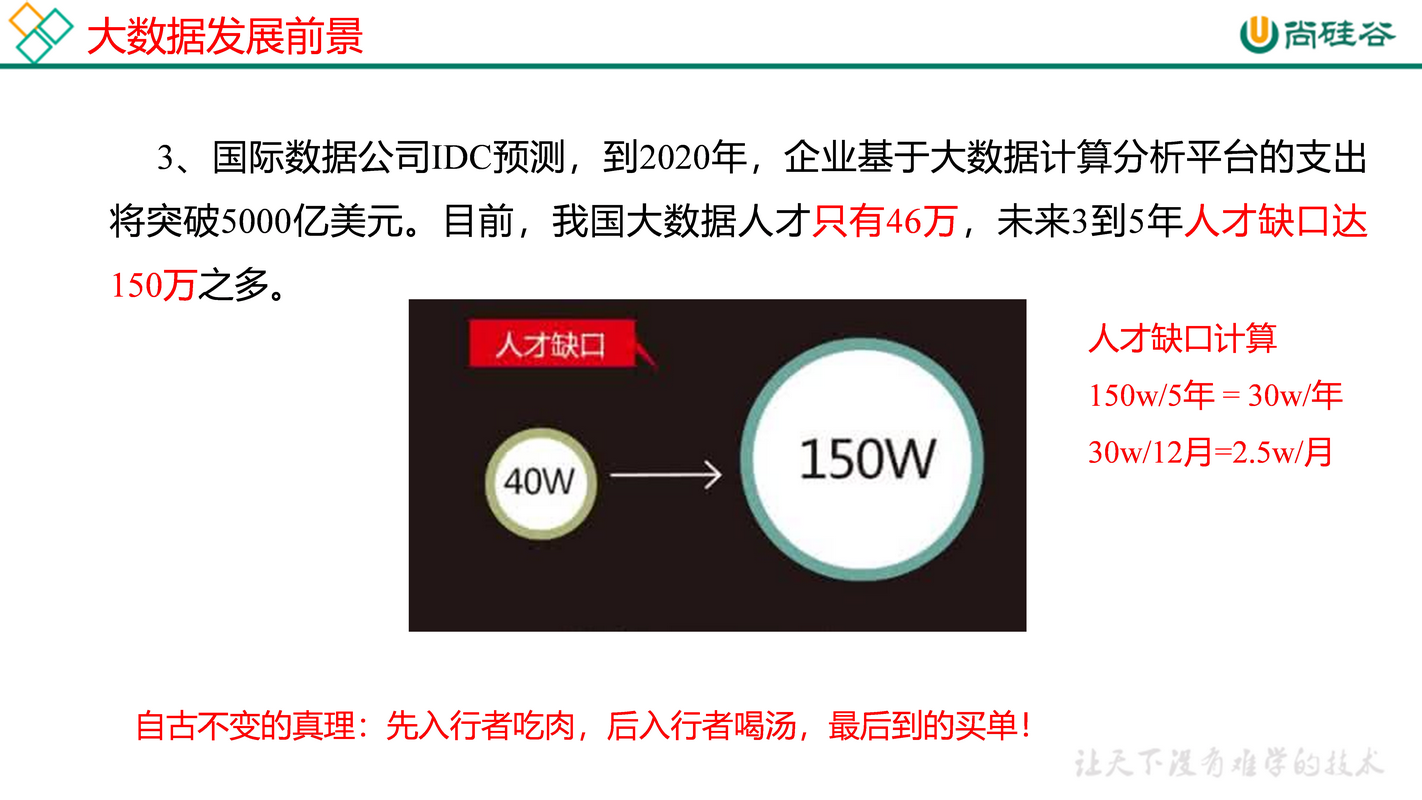 大数据发展前景
尚硅谷
3、国际数据公司IDC预测，到2020年，企业基于大数据计算分析平台的支出
将突破5000亿美元。目前，我国大数据人才只有46万，未来3到5年人才缺口达
150万之多。
人才缺口
40W
150W
人才缺口计算
150w/5年 = 30w/年
30w/12月=2.5w/月
自古不变的真理：先入行者吃肉，后入行者喝汤，最后到的买单！
让天下没有难学的技术